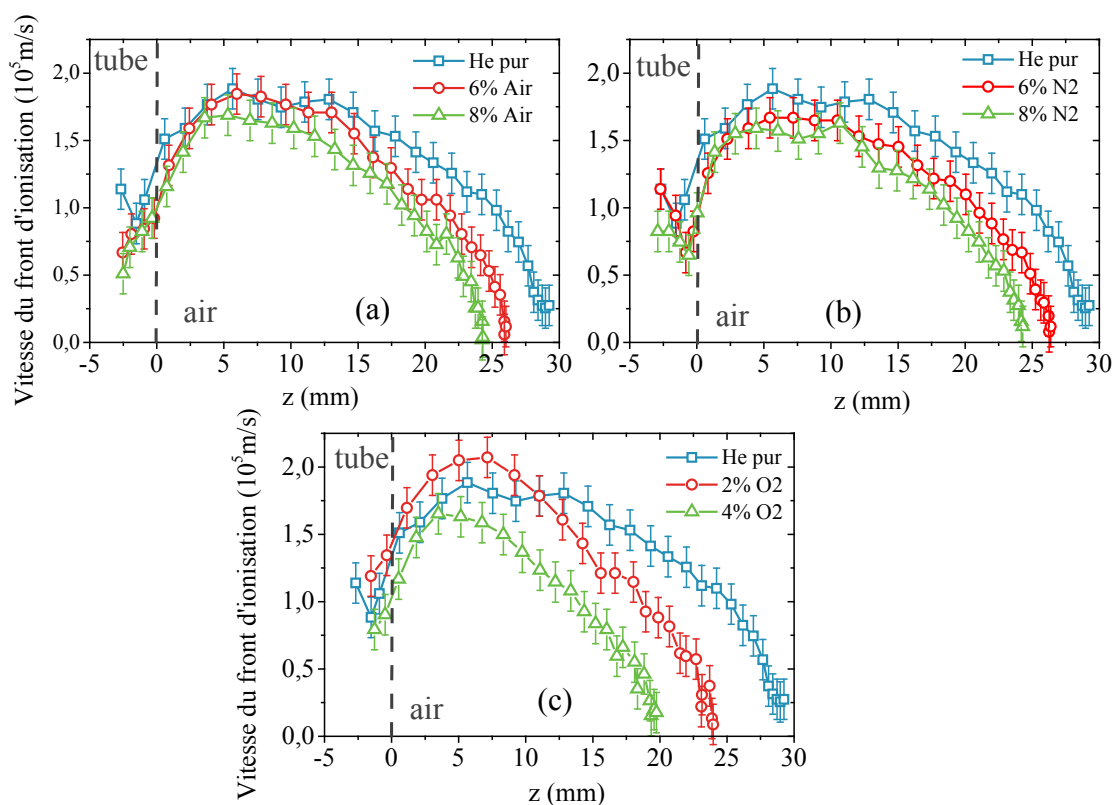 Vitesse du front d'ionisation (10⁵m/s)
tube
He pur
6% Air
8% Air
2,0
1,5
1,0
0,5
0,0
air
(a)
-5 0 5 10 15 20 25 30
z (mm)
tube
He pur
6% N2
8% N2
2,0
1,5
1,0
0,5
0,0
air
(b)
-5 0 5 10 15 20 25 30
z (mm)
Vitesse du front d'ionisation (10⁵m/s)
tube
He pur
2% O2
4% O2
2,0
1,5
1,0
0,5
0,0
air
(c)
-5 0 5 10 15 20 25 30
z (mm)